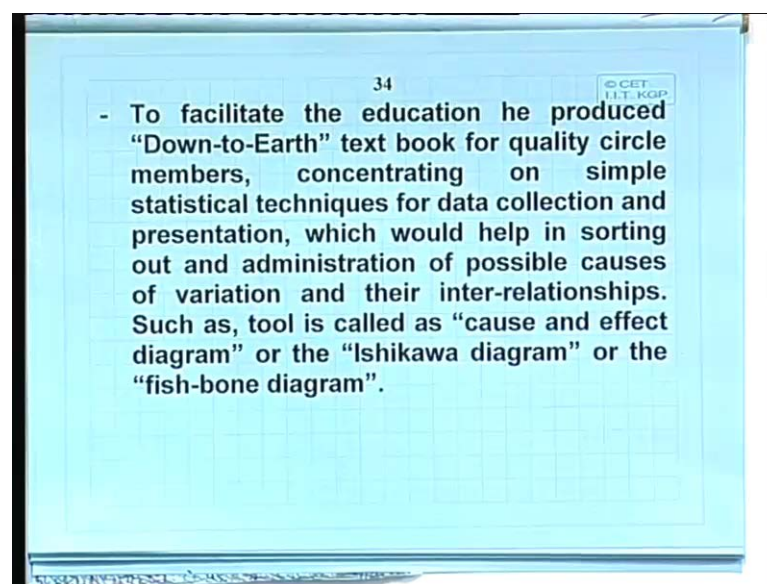 34
© CET
I.I.T. KGP
- To facilitate the education he produced
“Down-to-Earth” text book for quality circle
members, concentrating on simple
statistical techniques for data collection and
presentation, which would help in sorting
out and administration of possible causes
of variation and their inter-relationships.
Such as, tool is called as “cause and effect
diagram” or the “Ishikawa diagram” or the
“fish-bone diagram”.